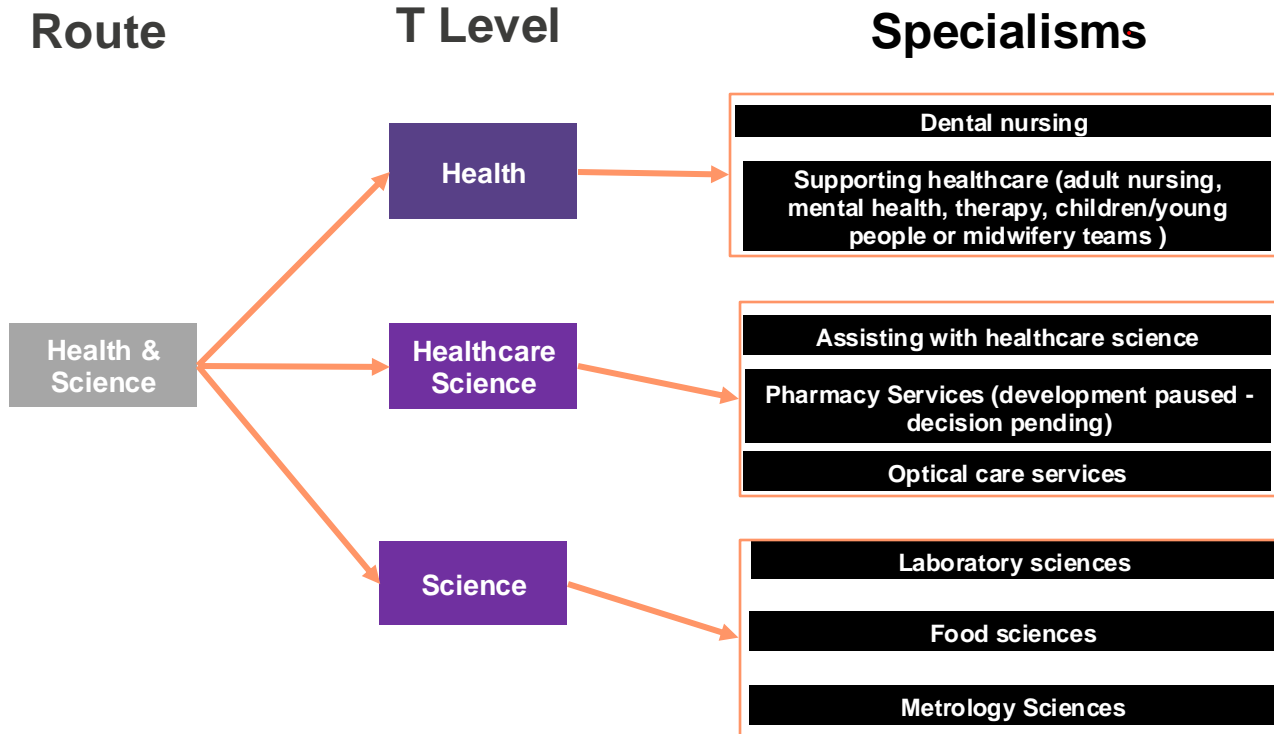 Route
T Level
Specialisms
Health &
Science
Health
Dental nursing
Supporting healthcare (adult nursing,
mental health, therapy, children/young
people or midwifery teams )
Healthcare
Science
Assisting with healthcare science
Pharmacy Services (development paused -
decision pending)
Optical care services
Science
Laboratory sciences
Food sciences
Metrology Sciences